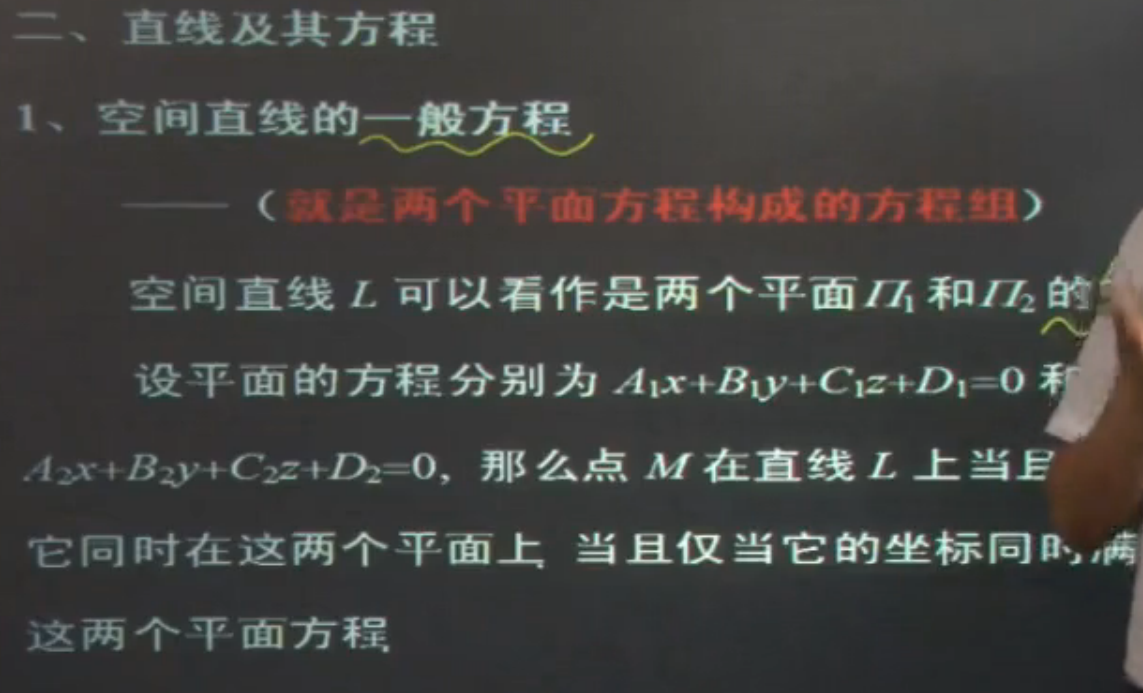 二、直线及其方程
1、空间直线的一般方程
——（就是两个平面方程构成的方程组）
空间直线 L 可以看作是两个平面 Π₁ 和 Π₂ 的
设平面的方程分别为 A₁x+B₁y+C₁z+D₁=0 和
A₂x+B₂y+C₂z+D₂=0, 那么点 M 在直线 L 上当且
它同时在这两个平面上, 当且仅当它的坐标同时满
这两个平面方程.